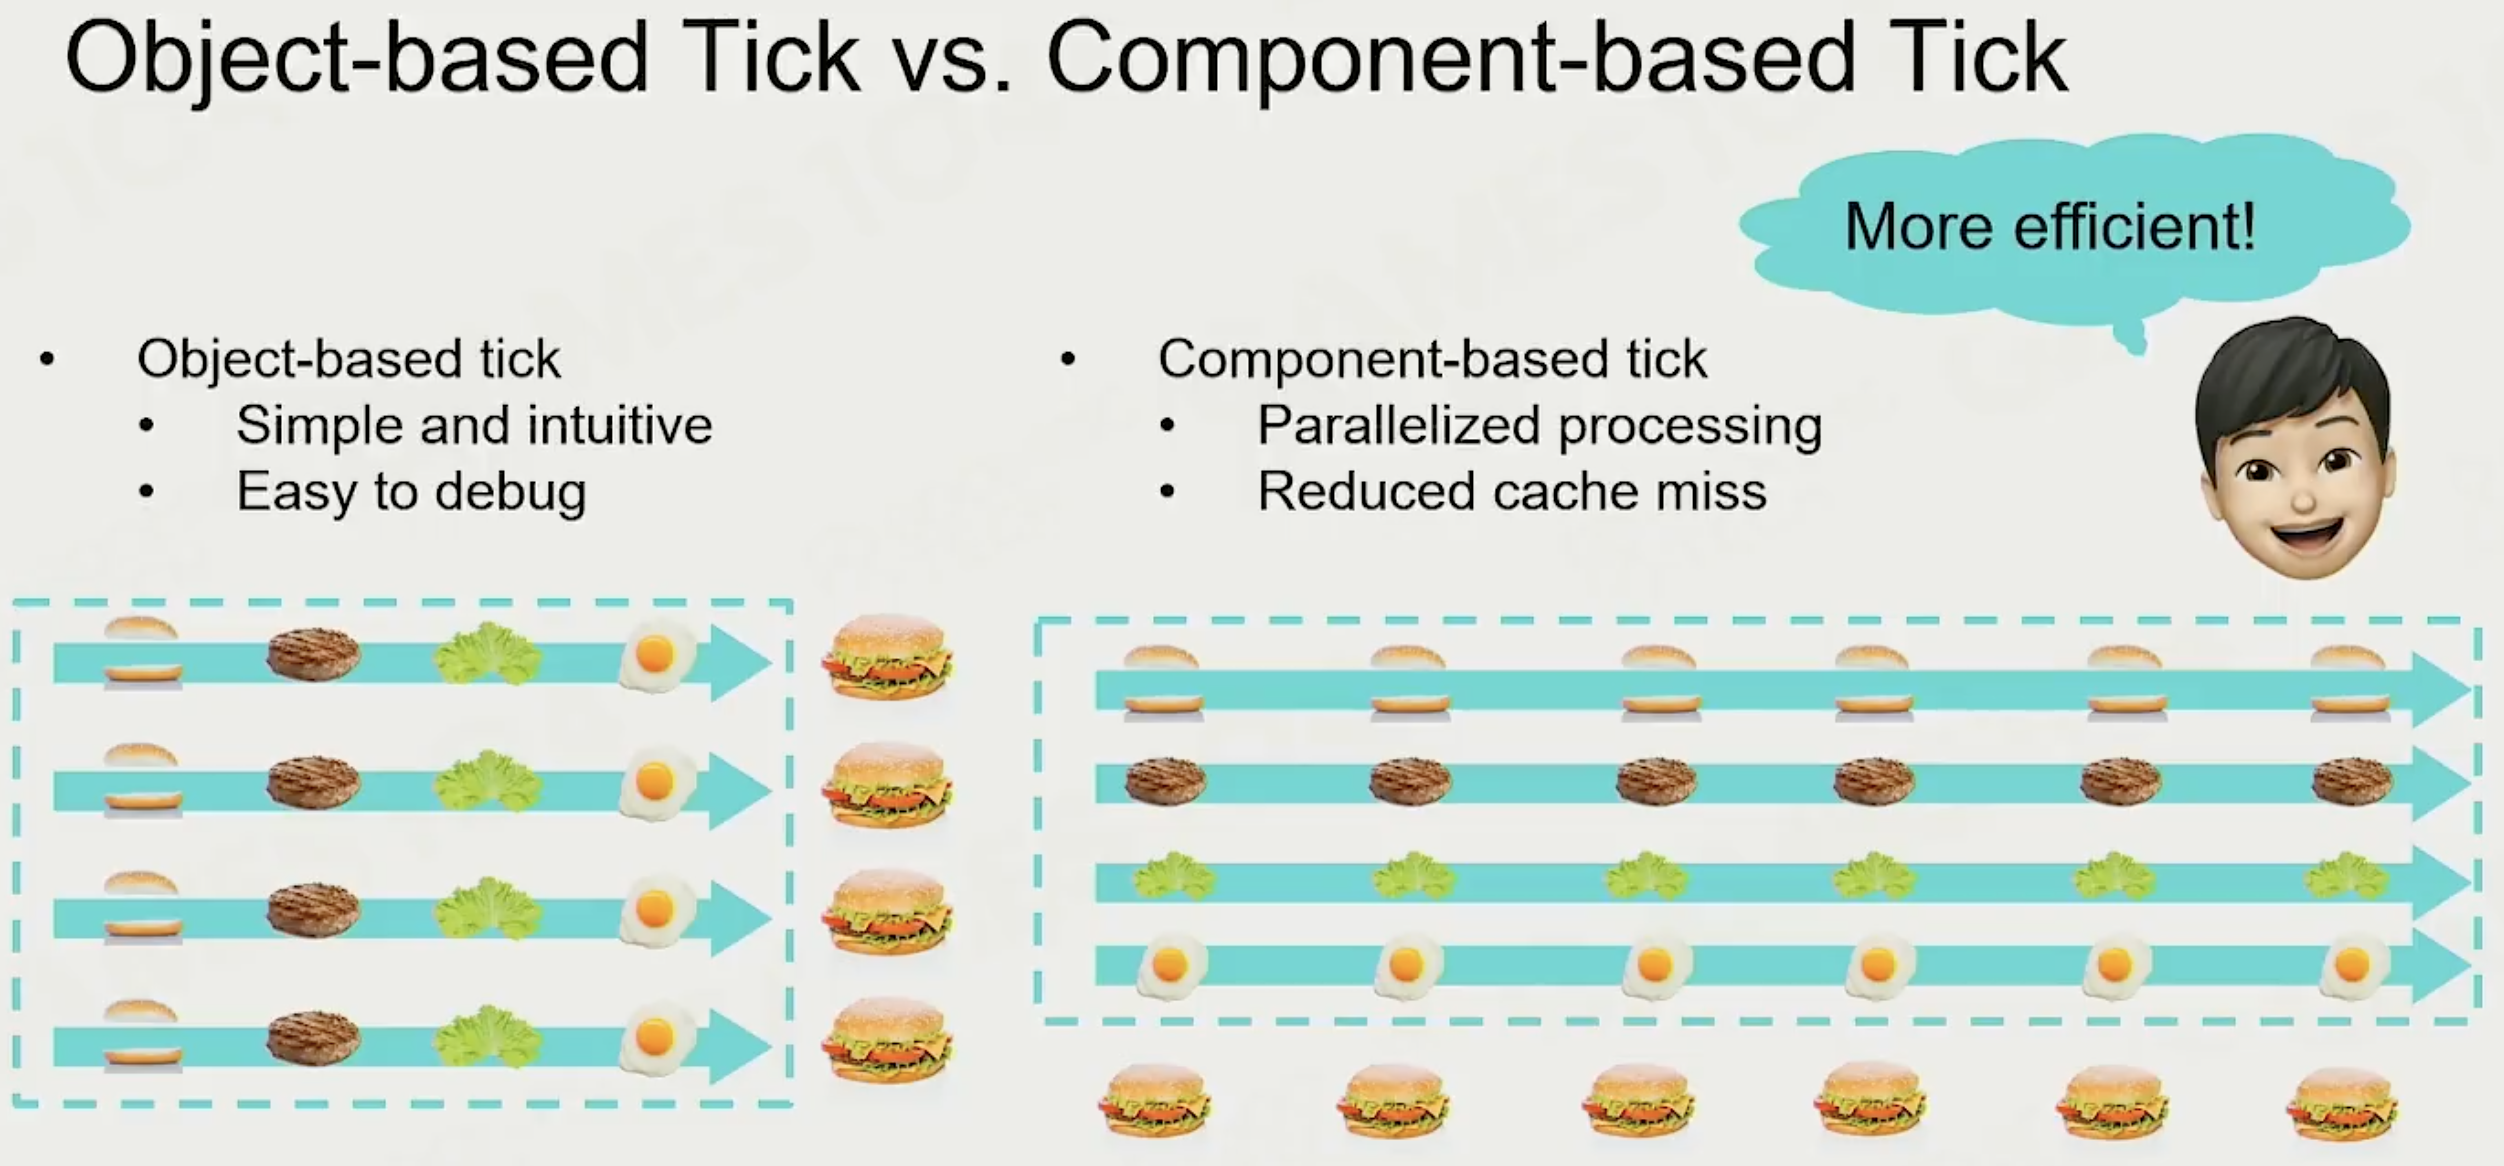 Object-based Tick vs. Component-based Tick
More efficient!
• Object-based tick
• Simple and intuitive
• Easy to debug
• Component-based tick
• Parallelized processing
• Reduced cache miss